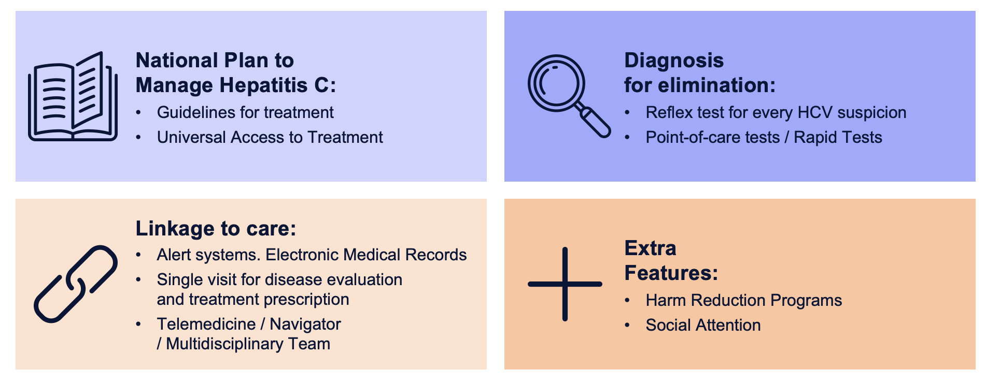 National Plan to
Manage Hepatitis C:
• Guidelines for treatment
• Universal Access to Treatment
Diagnosis
for elimination:
• Reflex test for every HCV suspicion
• Point-of-care tests / Rapid Tests
Linkage to care:
• Alert systems. Electronic Medical Records
• Single visit for disease evaluation
and treatment prescription
• Telemedicine / Navigator
/ Multidisciplinary Team
Extra
Features:
• Harm Reduction Programs
• Social Attention